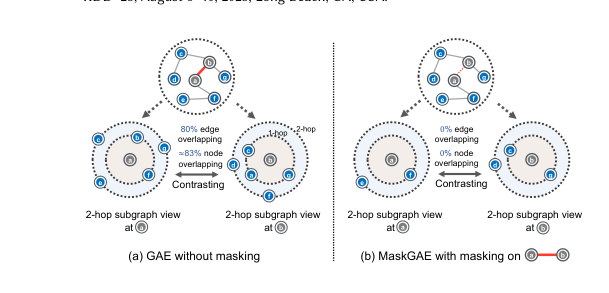 KDD '23, August 6–10, 2023, Long Beach, CA, USA.
c
b
d
a
g
e
f
80% edge
overlapping
≈83% node
overlapping
Contrasting
1-hop
2-hop
c
b
g
a
f
e
c
d
b
a
g
f
2-hop subgraph view
at a
2-hop subgraph view
at b
(a) GAE without masking
c
b
d
a
g
e
f
0% edge
overlapping
0% node
overlapping
Contrasting
a
f
e
c
d
b
g
2-hop subgraph view
at a
2-hop subgraph view
at b
(b) MaskGAE with masking on a b